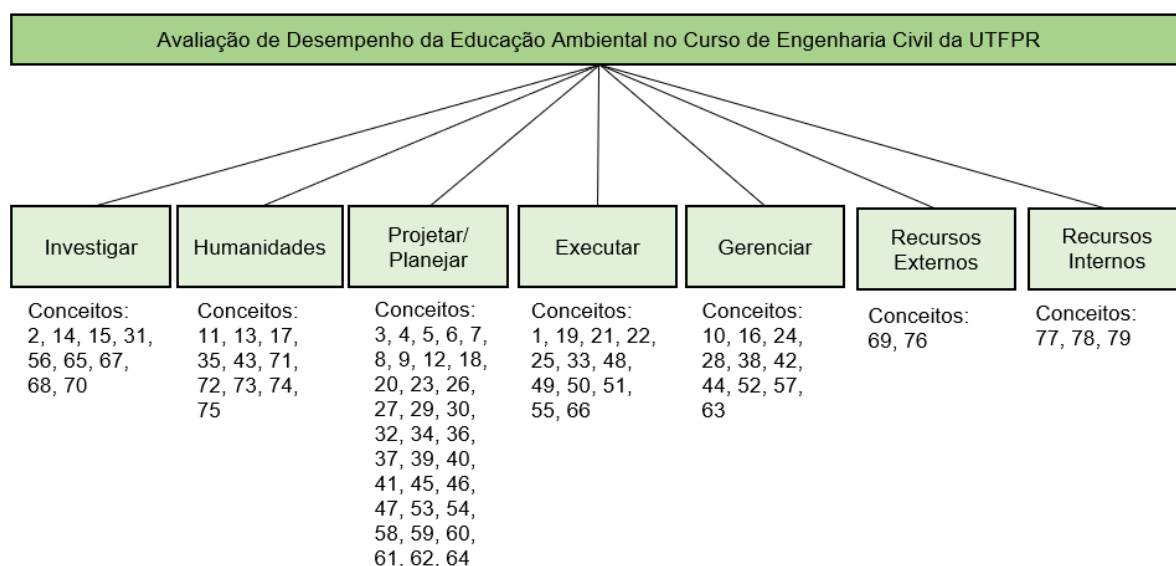 Avaliação de Desempenho da Educação Ambiental no Curso de Engenharia Civil da UTFPR
Investigar
Conceitos:
2, 14, 15, 31,
56, 65, 67,
68, 70
Humanidades
Conceitos:
11, 13, 17,
35, 43, 71,
72, 73, 74,
75
Projetar/
Planejar
Conceitos:
3, 4, 5, 6, 7,
8, 9, 12, 18,
20, 23, 26,
27, 29, 30,
32, 34, 36,
37, 39, 40,
41, 45, 46,
47, 53, 54,
58, 59, 60,
61, 62, 64
Executar
Conceitos:
1, 19, 21, 22,
25, 33, 48,
49, 50, 51,
55, 66
Gerenciar
Conceitos:
10, 16, 24,
28, 38, 42,
44, 52, 57,
63
Recursos
Externos
Conceitos:
69, 76
Recursos
Internos
Conceitos:
77, 78, 79